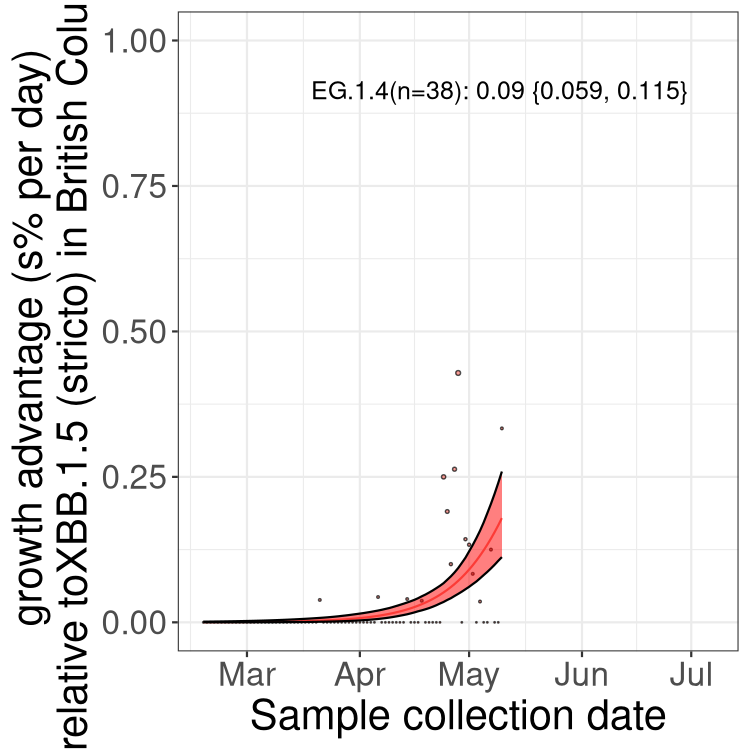 growth advantage (s% per day)
relative toXBB.1.5 (stricto) in British Colu
1.00
0.75
0.50
0.25
0.00
EG.1.4(n=38): 0.09 {0.059, 0.115}
Mar Apr May Jun Jul
Sample collection date